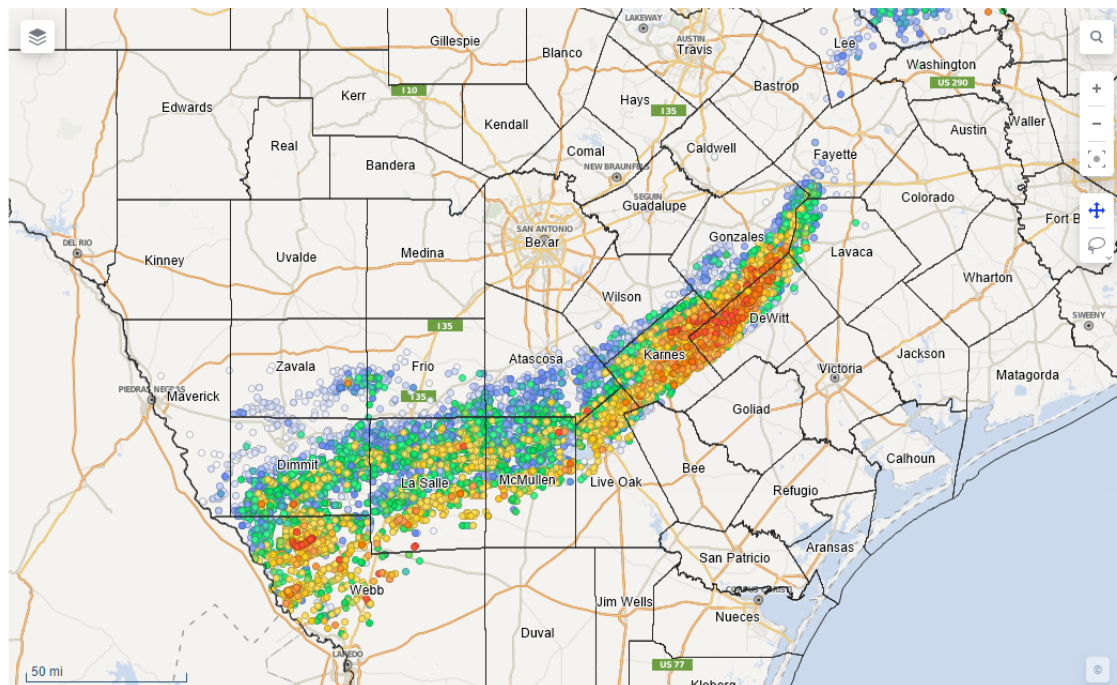 LAKEWAY
Gillespie
AUSTIN
Travis
Lee
Blanco
Washington
US 290
Edwards
Kerr
I 10
Bastrop
Hays
I 35
Kendall
Austin
Waller
Real
Comal
Caldwell
Fayette
Bandera
NEW BRAUNFELS
SEGUIN
Guadalupe
Colorado
Fort B
DEL RIO
SAN ANTONIO
Bexar
Gonzales
Kinney
Uvalde
Medina
Lavaca
Wharton
Wilson
SWEENY
DeWitt
I 35
Zavala
Frio
Atascosa
Karnes
Jackson
Victoria
Matagorda
PIEDRAS NEGRAS
Maverick
I 35
Goliad
Dimmit
La Salle
McMullen
Live Oak
Bee
Calhoun
Refugio
Aransas
San Patricio
Webb
Jim Wells
CORPUS CHRISTI
Nueces
Duval
LAREDO
US 77
50 mi
©
Kleberg